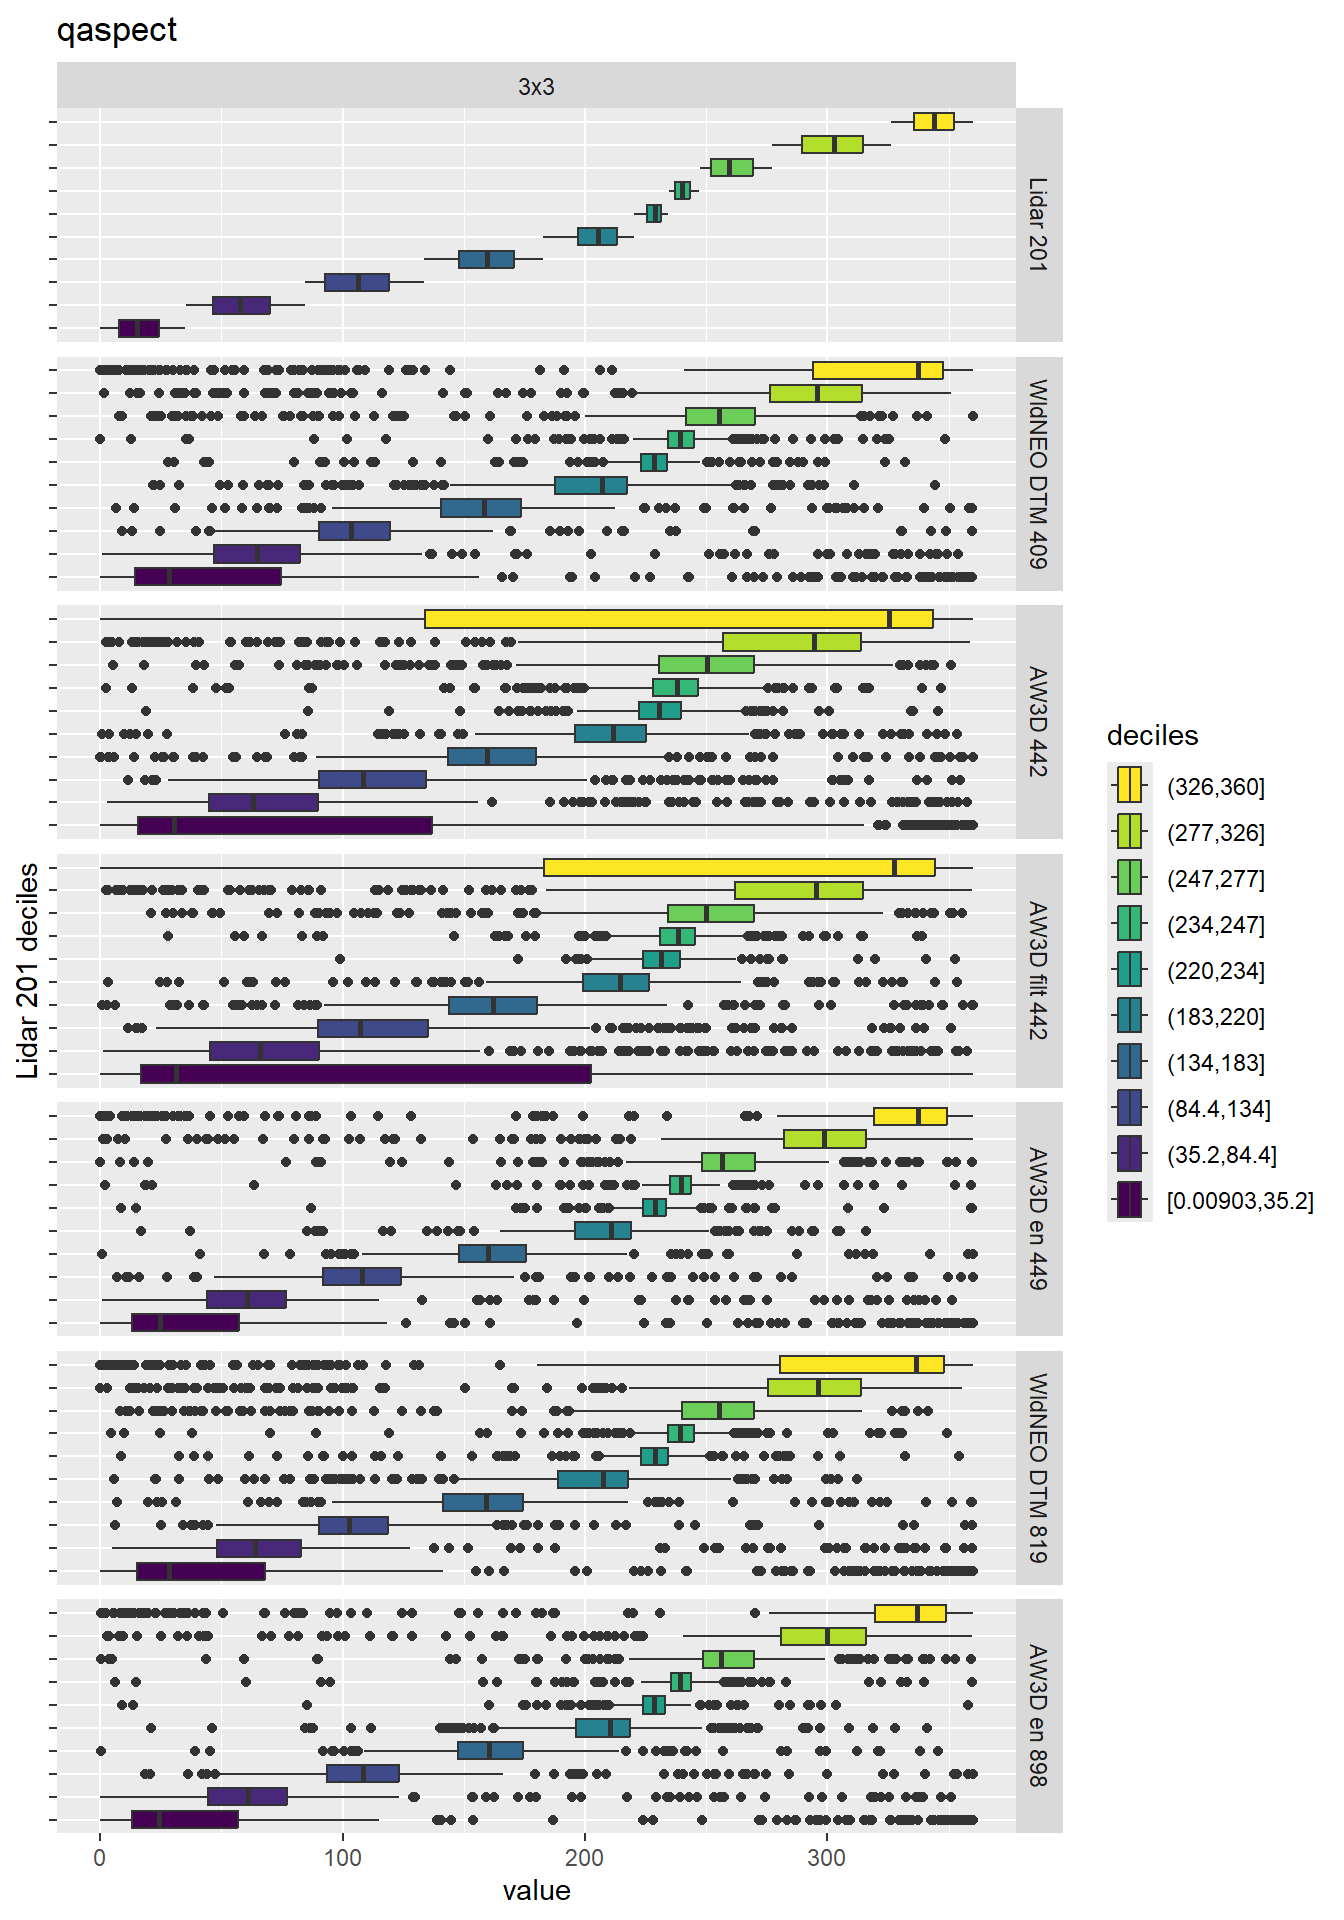 qaspect
3x3
Lidar 201
WldNEO DTM 409
AW3D 442
AW3D filt 442
AW3D en 449
WldNEO DTM 819
AW3D en 898
Lidar 201 deciles
0 100 200 300
value
deciles
(326,360]
(277,326]
(247,277]
(234,247]
(220,234]
(183,220]
(134,183]
(84.4,134]
(35.2,84.4]
[0.00903,35.2]